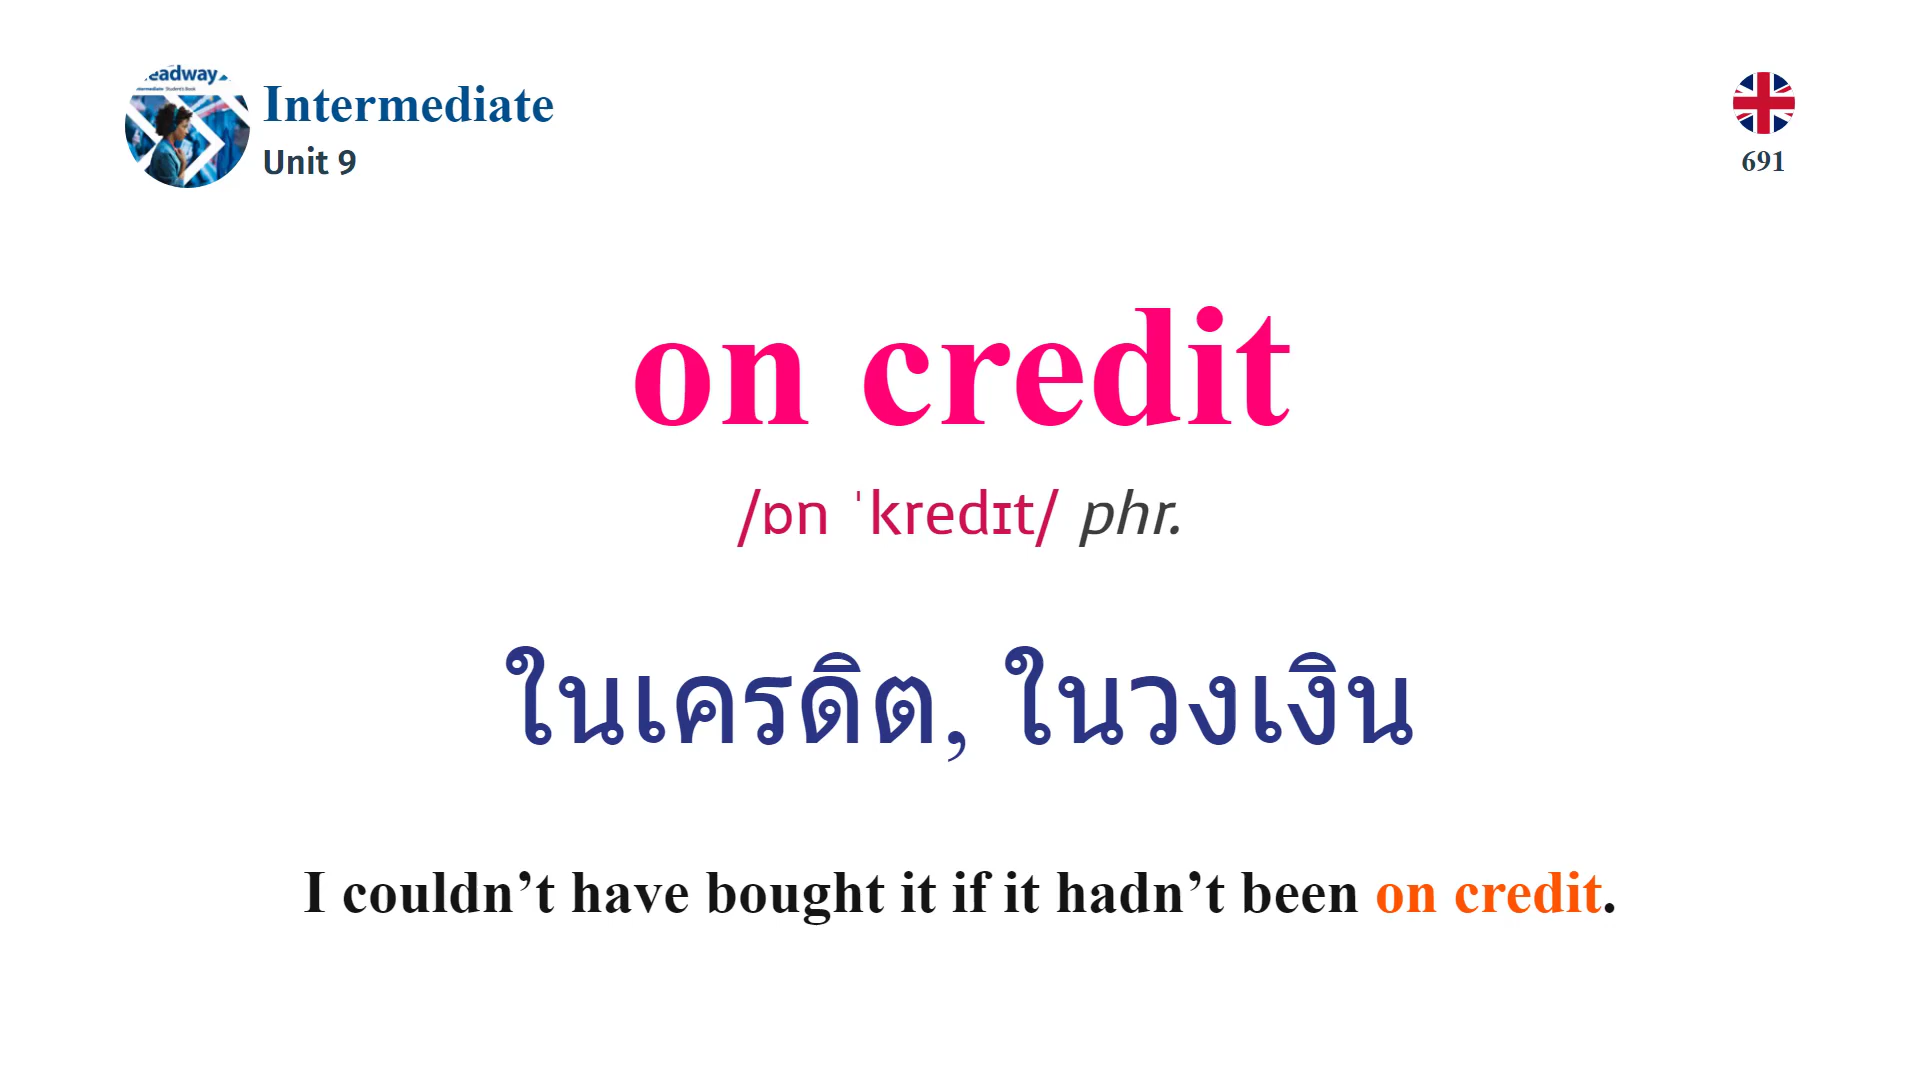 eadway
Intermediate
Unit 9
691
on credit
/ɒn ˈkredɪt/ phr.
ในเครดิต, ในวงเงิน
I couldn’t have bought it if it hadn’t been on credit.